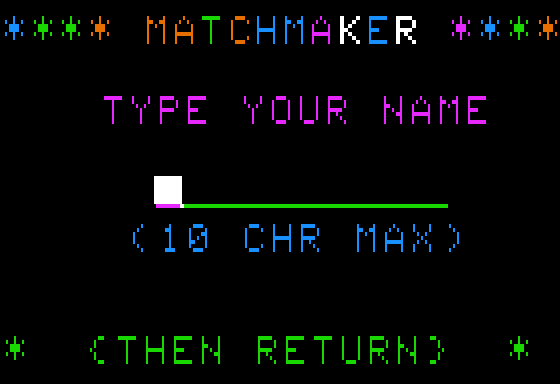 **** MATCHMAKER ****
TYPE YOUR NAME
(10 CHR MAX)
* <THEN RETURN> *